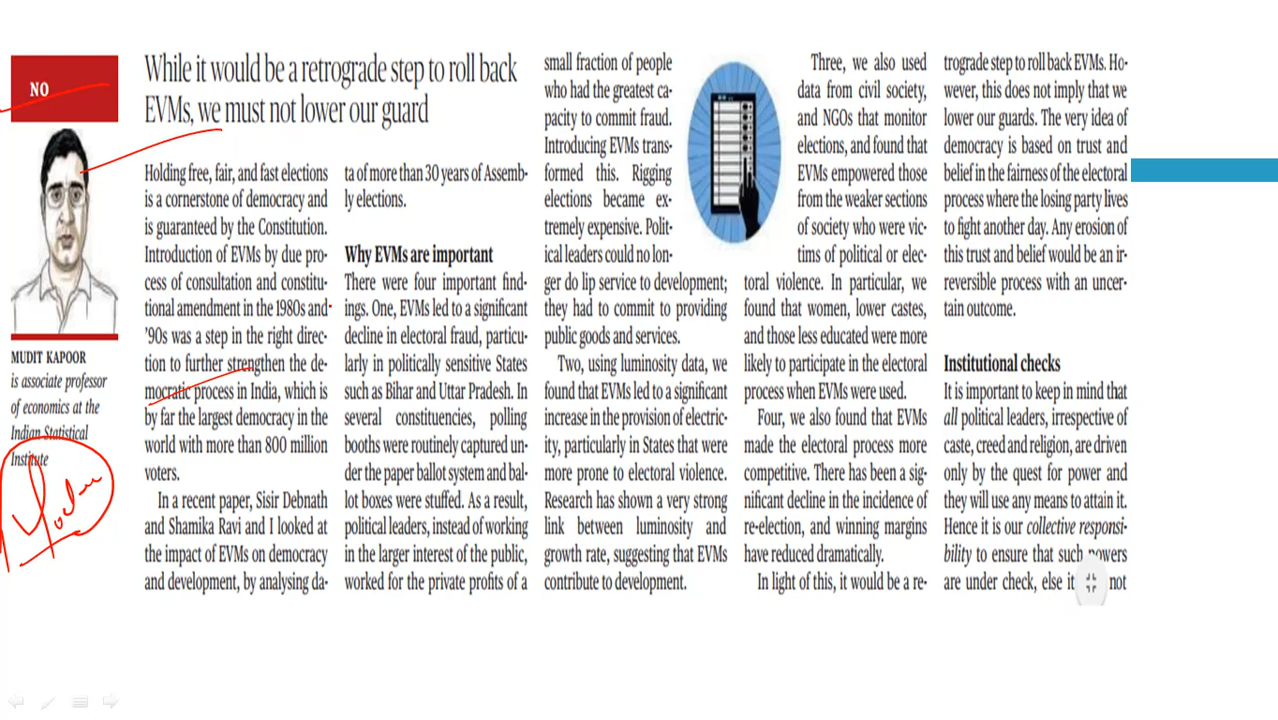 NO
MUDIT KAPOOR
is associate professor
of economics at the
Indian Statistical
Institute
While it would be a retrograde step to roll back
EVMs, we must not lower our guard
Holding free, fair, and fast elections
is a cornerstone of democracy and
is guaranteed by the Constitution.
Introduction of EVMs by due pro-
cess of consultation and constitu-
tional amendment in the 1980s and
’90s was a step in the right direc-
tion to further strengthen the de-
mocratic process in India, which is
by far the largest democracy in the
world with more than 800 million
voters.
In a recent paper, Sisir Debnath
and Shamika Ravi and I looked at
the impact of EVMs on democracy
and development, by analysing da-
ta of more than 30 years of Assemb-
ly elections.
Why EVMs are important
There were four important find-
ings. One, EVMs led to a significant
decline in electoral fraud, particu-
larly in politically sensitive States
such as Bihar and Uttar Pradesh. In
several constituencies, polling
booths were routinely captured un-
der the paper ballot system and bal-
lot boxes were stuffed. As a result,
political leaders, instead of working
in the larger interest of the public,
worked for the private profits of a
small fraction of people
who had the greatest ca-
pacity to commit fraud.
Introducing EVMs trans-
formed this. Rigging
elections became ex-
tremely expensive. Polit-
ical leaders could no lon-
ger do lip service to development;
they had to commit to providing
public goods and services.
Two, using luminosity data, we
found that EVMs led to a significant
increase in the provision of electric-
ity, particularly in States that were
more prone to electoral violence.
Research has shown a very strong
link between luminosity and
growth rate, suggesting that EVMs
contribute to development.
Three, we also used
data from civil society,
and NGOs that monitor
elections, and found that
EVMs empowered those
from the weaker sections
of society who were vic-
tims of political or elec-
toral violence. In particular, we
found that women, lower castes,
and those less educated were more
likely to participate in the electoral
process when EVMs were used.
Four, we also found that EVMs
made the electoral process more
competitive. There has been a sig-
nificant decline in the incidence of
re-election, and winning margins
have reduced dramatically.
In light of this, it would be a re-
trograde step to roll back EVMs. Ho-
wever, this does not imply that we
lower our guards. The very idea of
democracy is based on trust and
belief in the fairness of the electoral
process where the losing party lives
to fight another day. Any erosion of
this trust and belief would be an ir-
reversible process with an uncer-
tain outcome.
Institutional checks
It is important to keep in mind that
all political leaders, irrespective of
caste, creed and religion, are driven
only by the quest for power and
they will use any means to attain it.
Hence it is our collective responsi-
bility to ensure that such powers
are under check, else it not